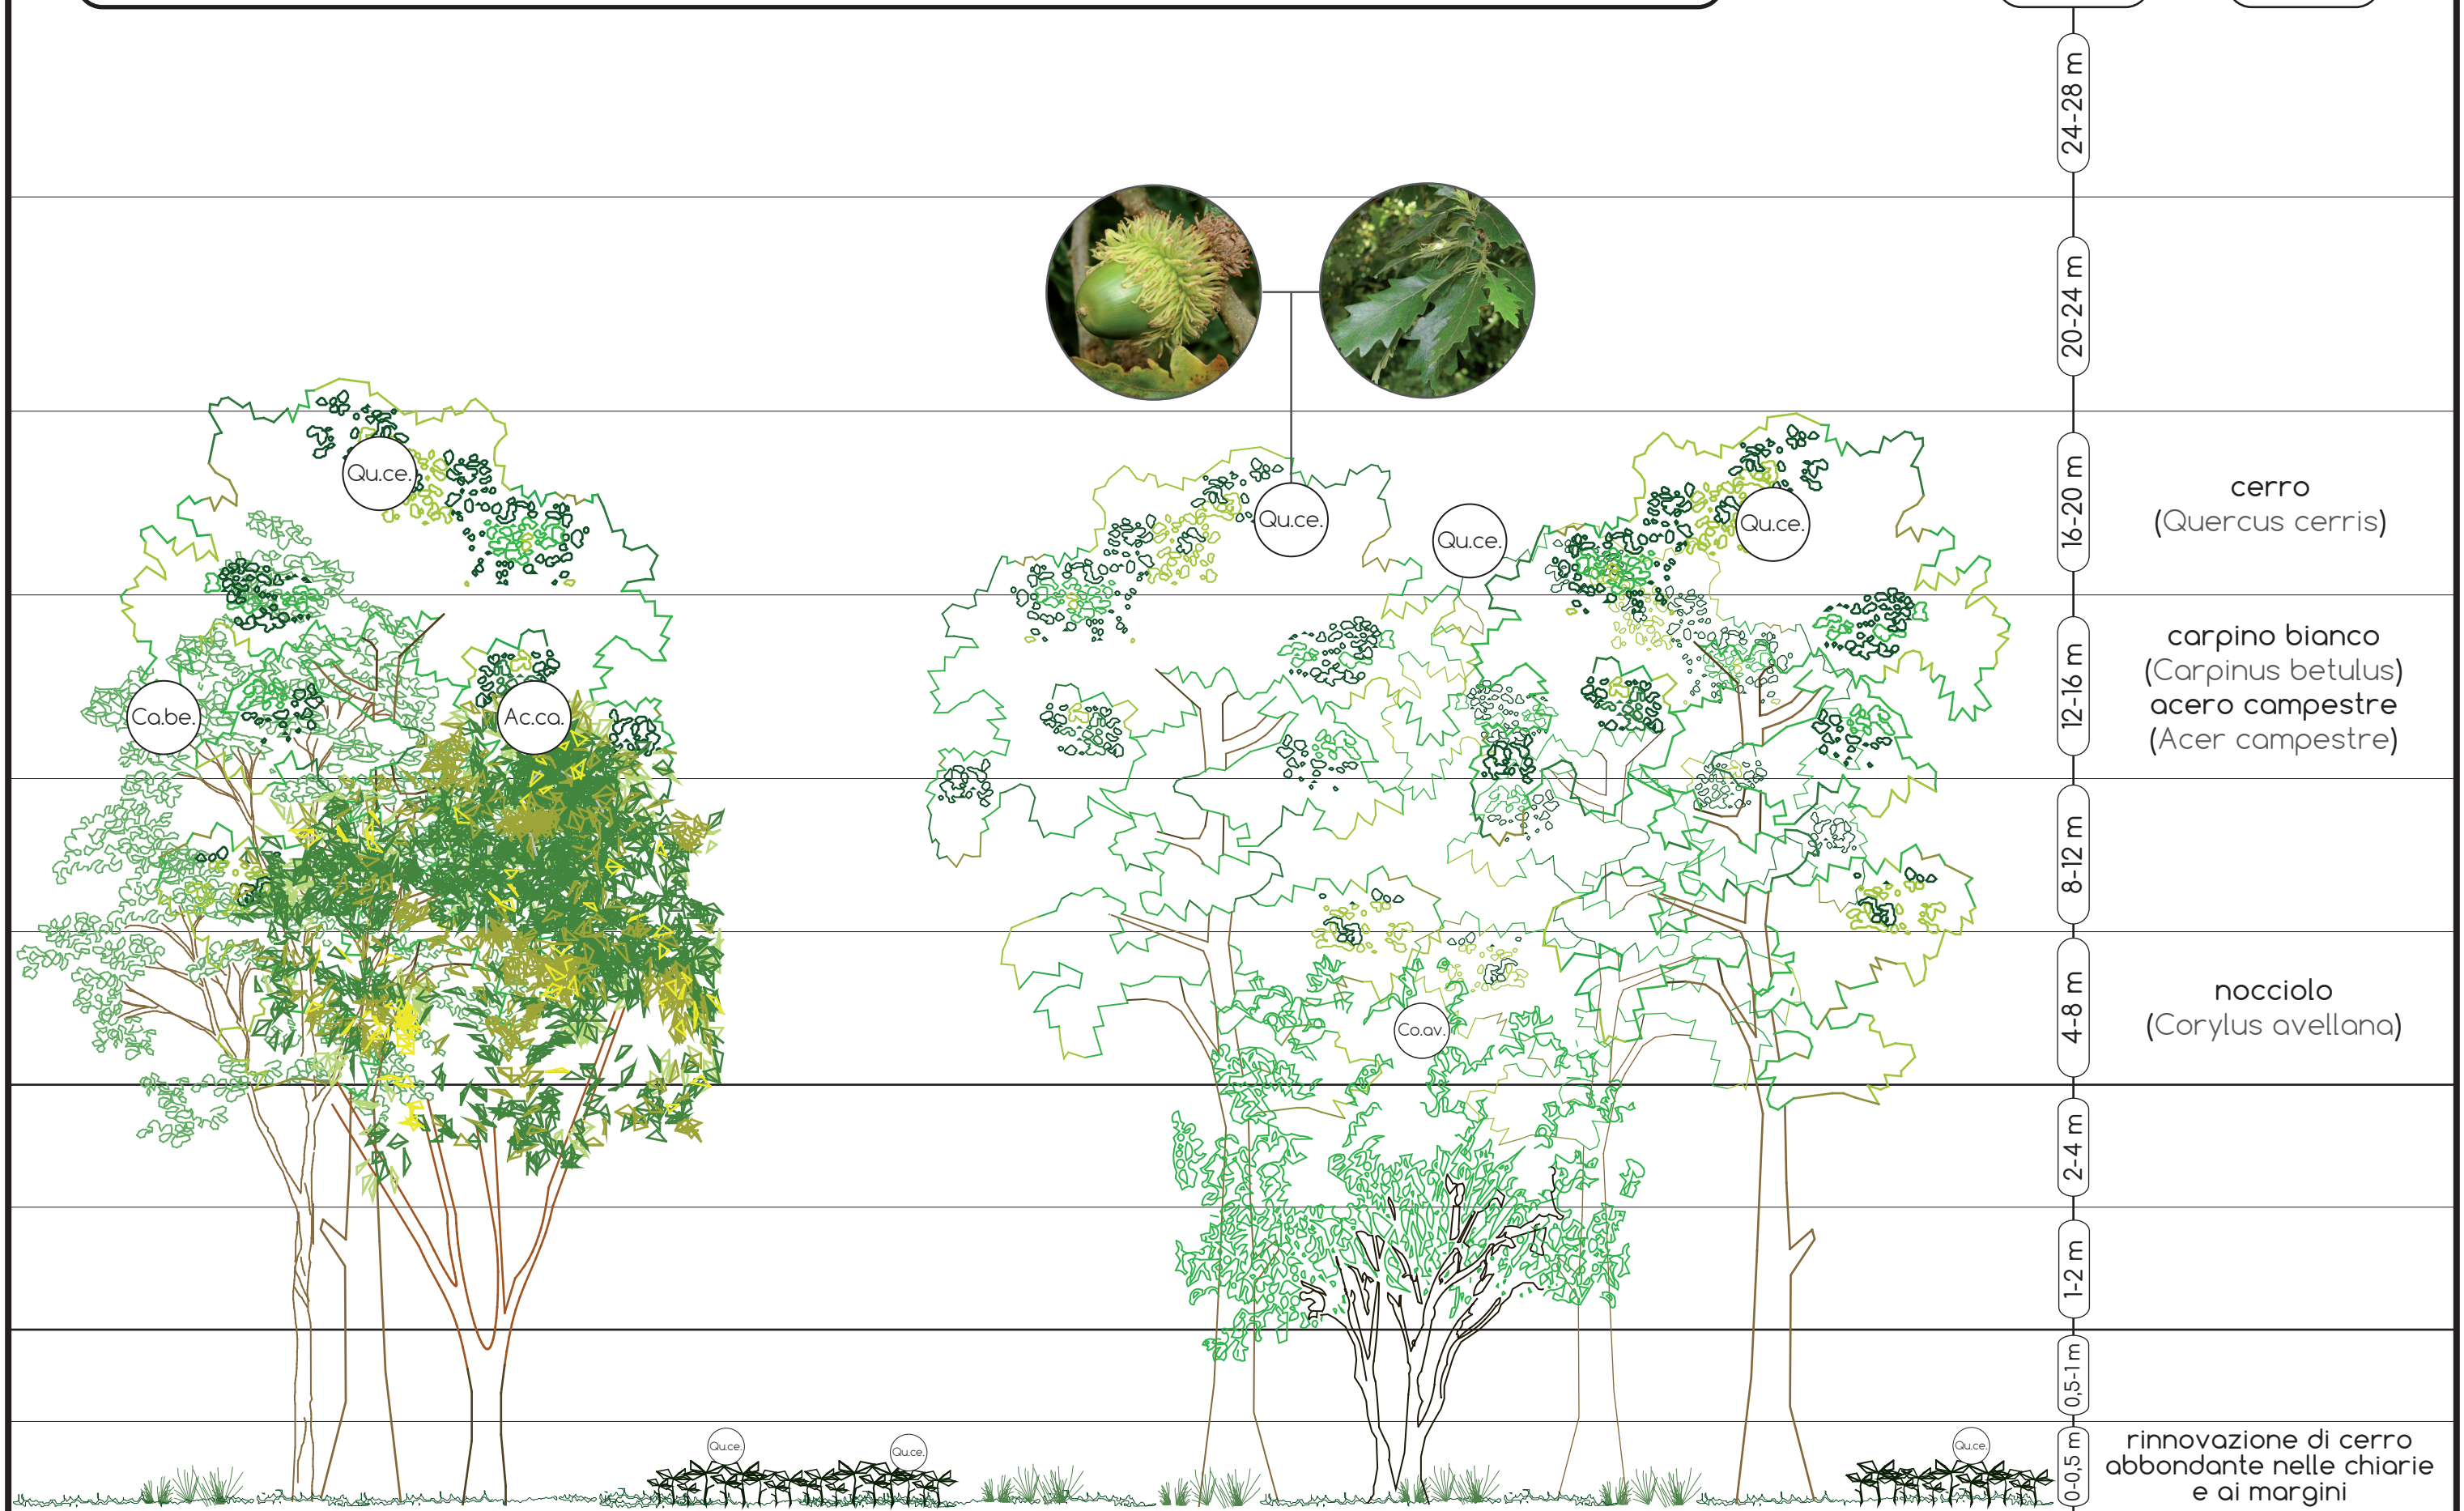 24-28 m
20-24 m
Qu.ce.
Qu.ce.
Qu.ce.
Qu.ce.
16-20 m
cerro
(Quercus cerris)
Ca.be.
Ac.ca.
12-16 m
carpino bianco
(Carpinus betulus)
acero campestre
(Acer campestre)
8-12 m
Co.av.
4-8 m
nocciolo
(Corylus avellana)
2-4 m
1-2 m
0,5-1 m
Qu.ce.
Qu.ce.
Qu.ce.
0-0,5 m
rinnovazione di cerro
abbondante nelle chiarie
e ai margini